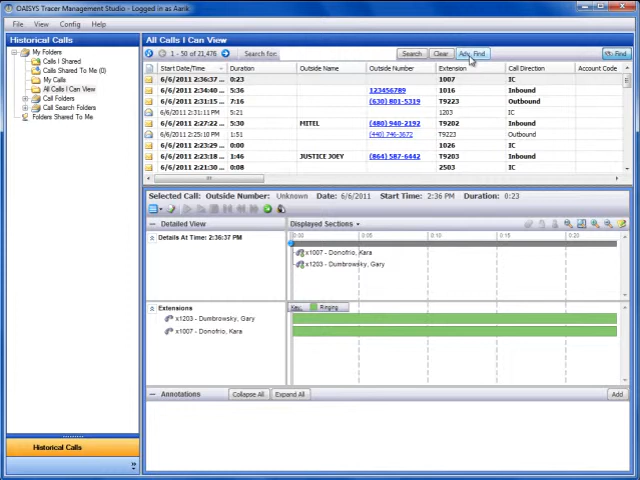 OAISYS Tracer Management Studio - Logged in as Aarik
File View Config Help
Historical Calls
All Calls I Can View
My Folders
Calls I Shared
Calls Shared To Me (0)
My Calls
All Calls I Can View
Call Folders
Call Search Folders
Folders Shared To Me
1 - 50 of 21,476 Search for: Search Clear Adv. Find Find
Start Date/Time Duration Outside Name Outside Number Extension Call Direction Account Code
6/6/2011 2:36:37 P 0:23 1007 IC
6/6/2011 2:34:40 P 5:36 123456789 1016 Inbound
6/6/2011 2:31:15 P 7:16 (630) 801-5319 T9223 Outbound
6/6/2011 2:31:11 PM 5:21 1203 IC
6/6/2011 2:27:22 P 5:30 MITEL (480) 940-2192 T9202 Inbound
6/6/2011 2:25:10 PM 1:51 (440) 746-3672 T9223 Outbound
6/6/2011 2:23:29 P 0:00 1026 IC
6/6/2011 2:23:18 P 1:46 JUSTICE JOEY (864) 587-6442 T9203 Inbound
6/6/2011 2:21:30 P 0:08 2503 IC
Selected Call: Outside Number: Unknown Date: 6/6/2011 Start Time: 2:36 PM Duration: 0:23
Detailed View
Displayed Sections
Details At Time: 2:36:37 PM
0:00 0:05 0:10 0:15 0:20
x1007 - Donofrio, Kara
x1203 - Dumbrowsky, Gary
Extensions
Key: Ringing
x1203 - Dumbrowsky, Gary
x1007 - Donofrio, Kara
Annotations Collapse All Expand All Add
Historical Calls